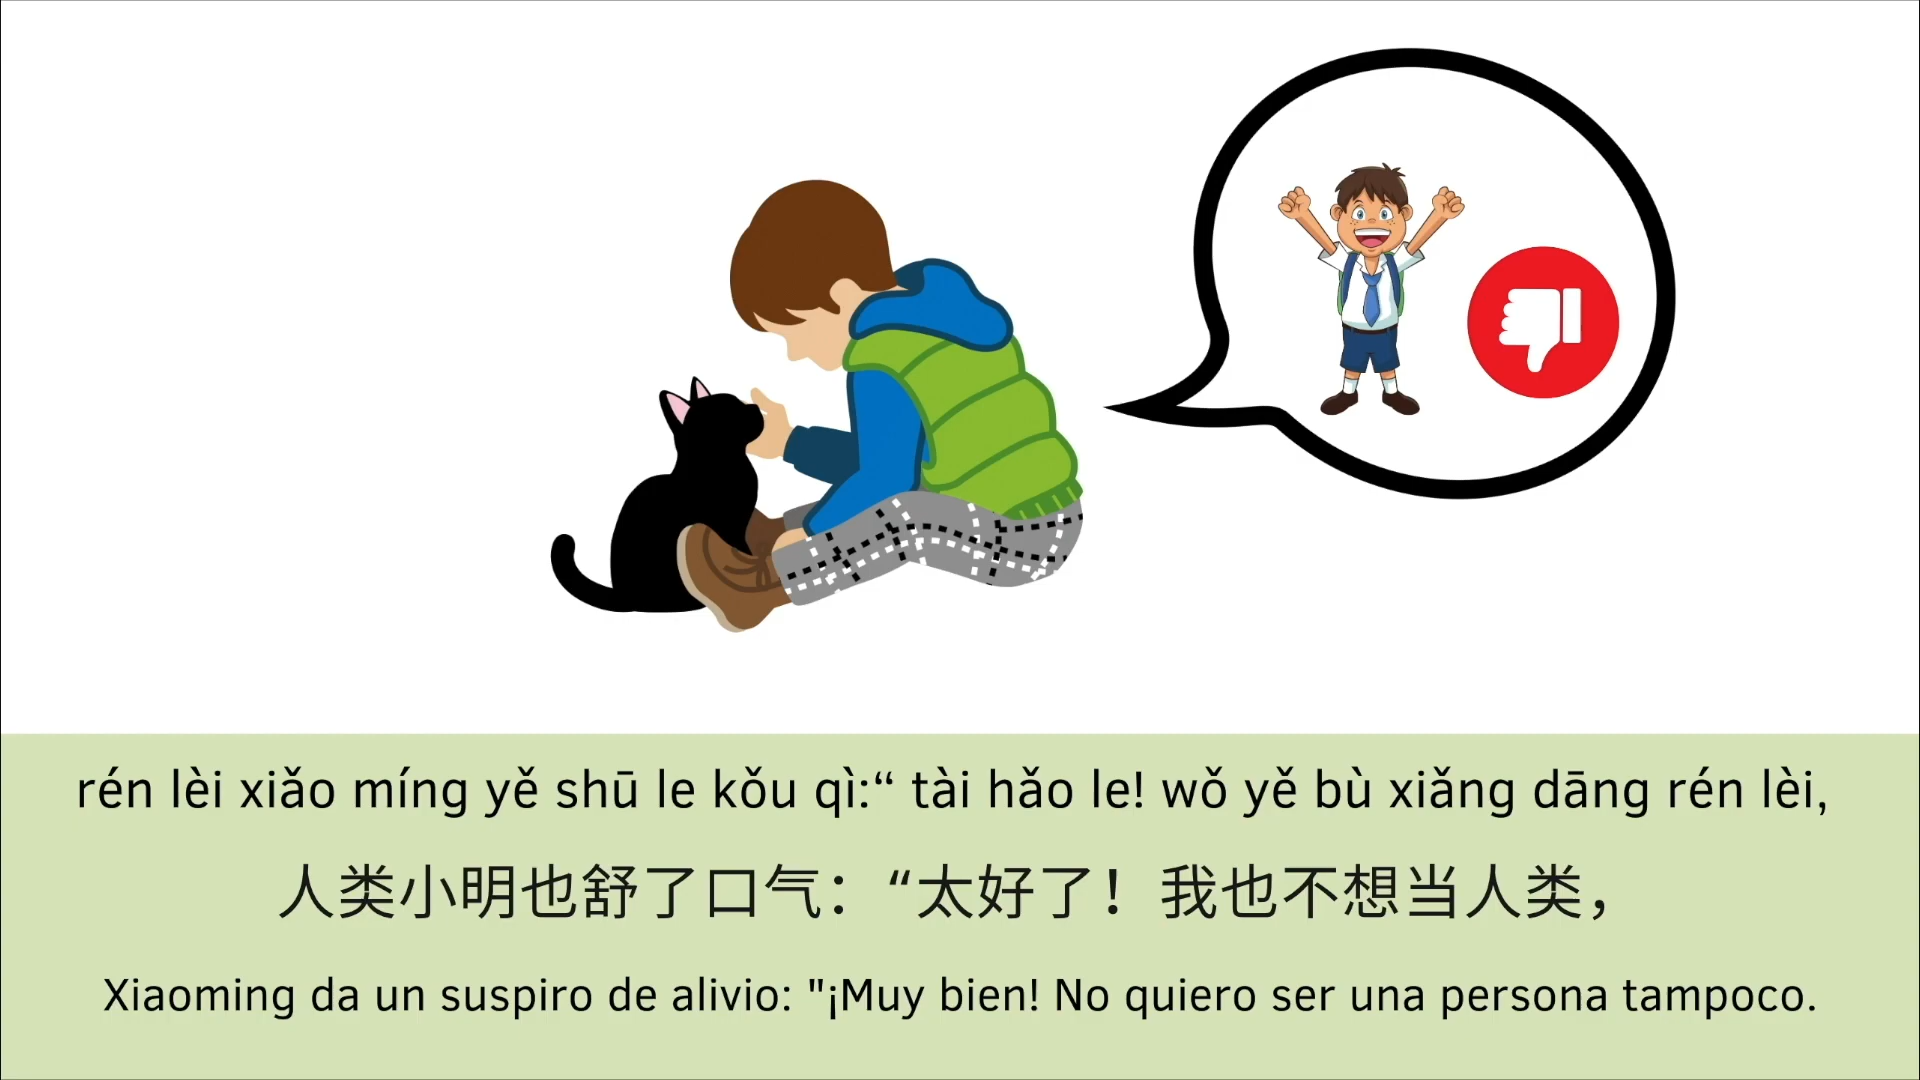 rén lèi xiǎo míng yě shū le kǒu qì:“ tài hǎo le! wǒ yě bù xiǎng dāng rén lèi,
人类小明也舒了口气：“太好了！我也不想当人类，
Xiaoming da un suspiro de alivio: "¡Muy bien! No quiero ser una persona tampoco.